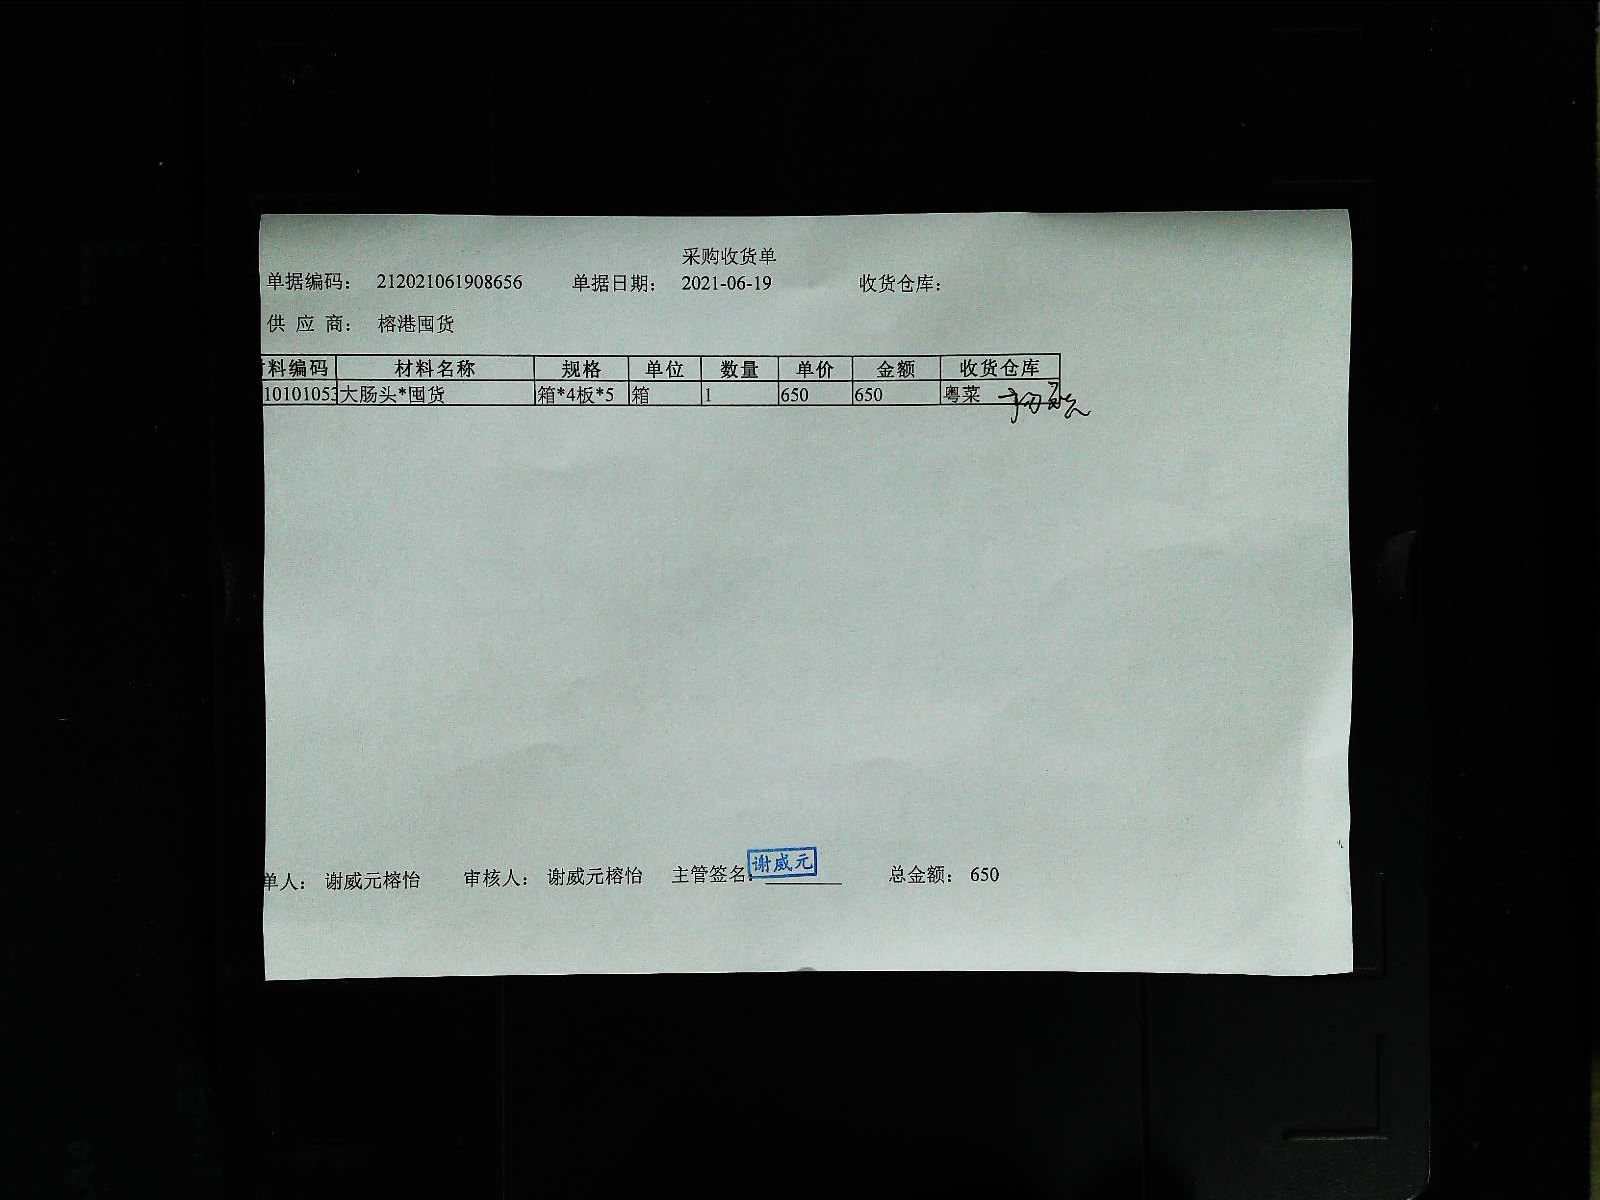 采购收货单
单据编码： 212021061908656 单据日期： 2021-06-19 收货仓库：
供 应 商： 榕港囤货
料编码 材料名称 规格 单位 数量 单价 金额 收货仓库
10101053 大肠头*囤货 箱*4板*5 箱 1 650 650 粤菜
单人： 谢威元榕怡 审核人： 谢威元榕怡 主管签名： 谢威元 总金额： 650